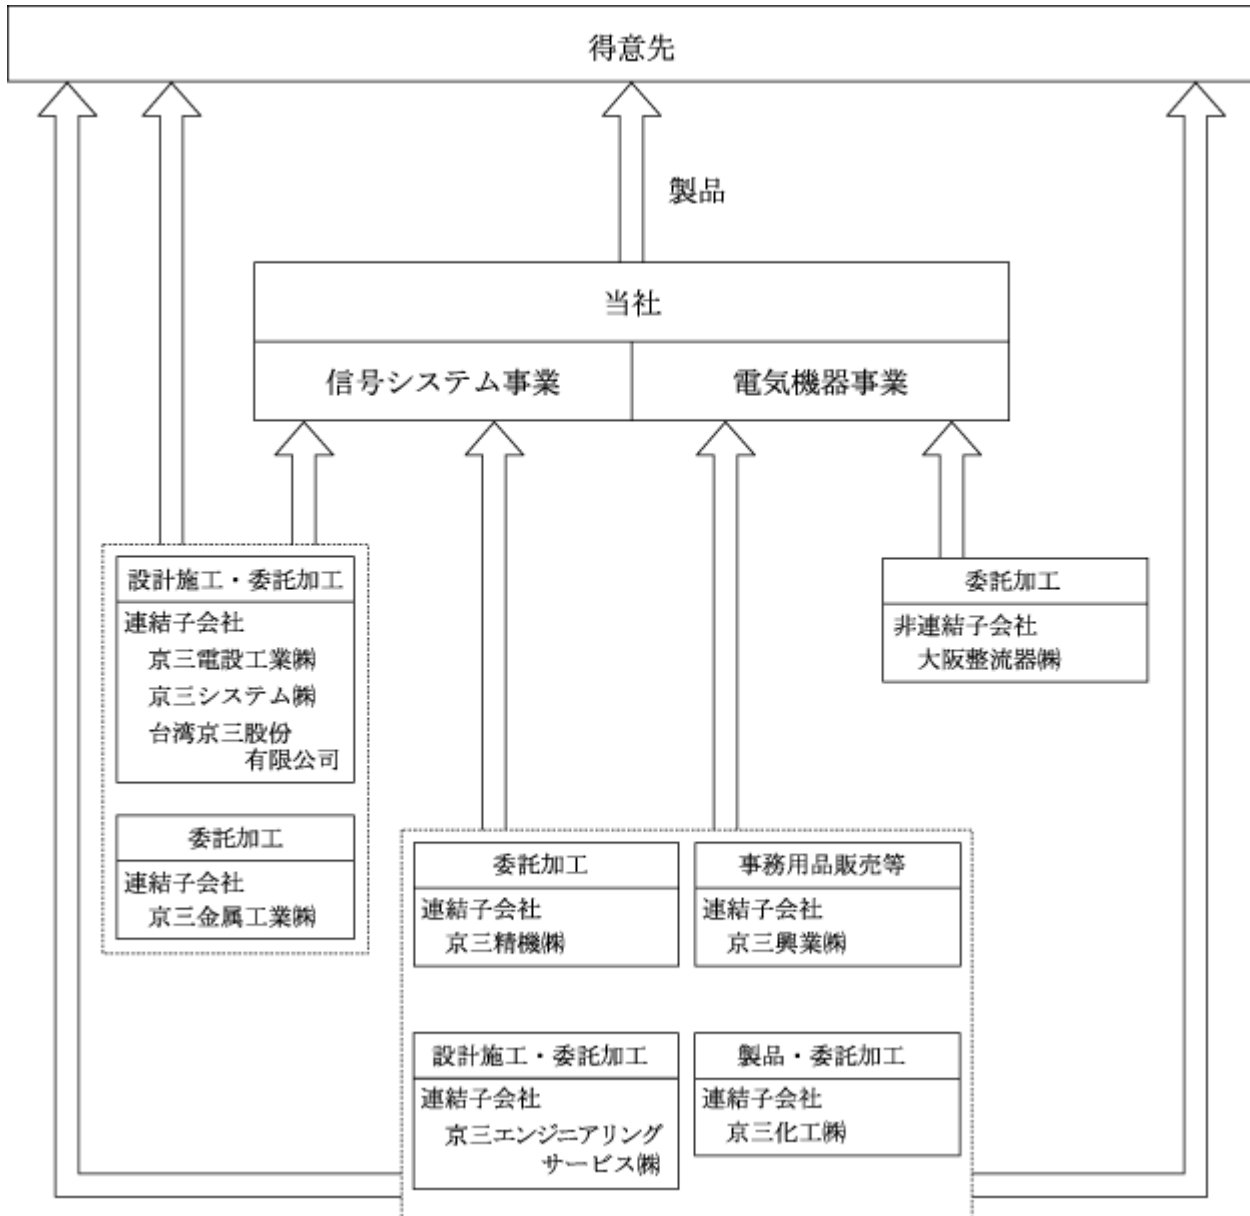 得意先
製品
当社
信号システム事業
電気機器事業
設計施工・委託加工
連結子会社
京三電設工業㈱
京三システム㈱
台湾京三股份
有限公司
委託加工
連結子会社
京三金属工業㈱
委託加工
非連結子会社
大阪整流器㈱
委託加工
連結子会社
京三精機㈱
事務用品販売等
連結子会社
京三興業㈱
設計施工・委託加工
連結子会社
京三エンジニアリング
サービス㈱
製品・委託加工
連結子会社
京三化工㈱